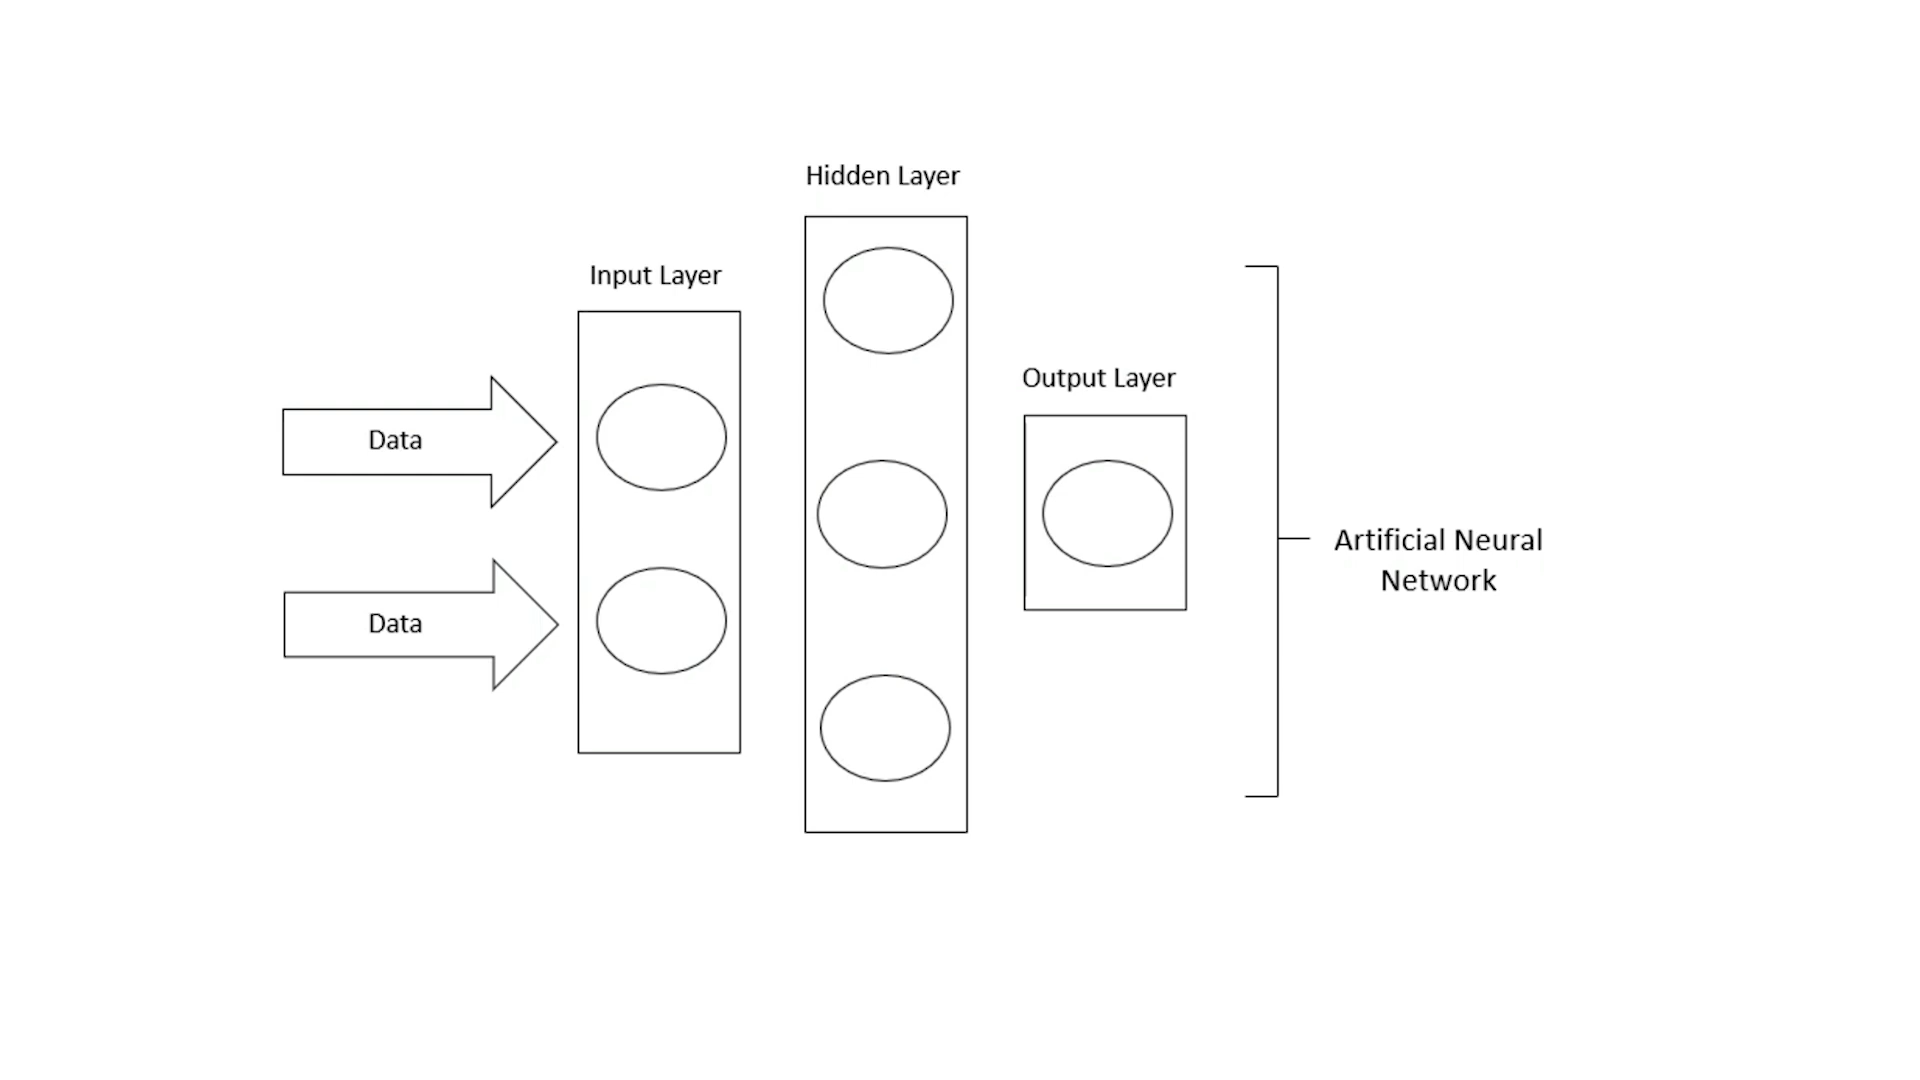 Hidden Layer
Input Layer
Output Layer
Data
Data
Artificial Neural
Network